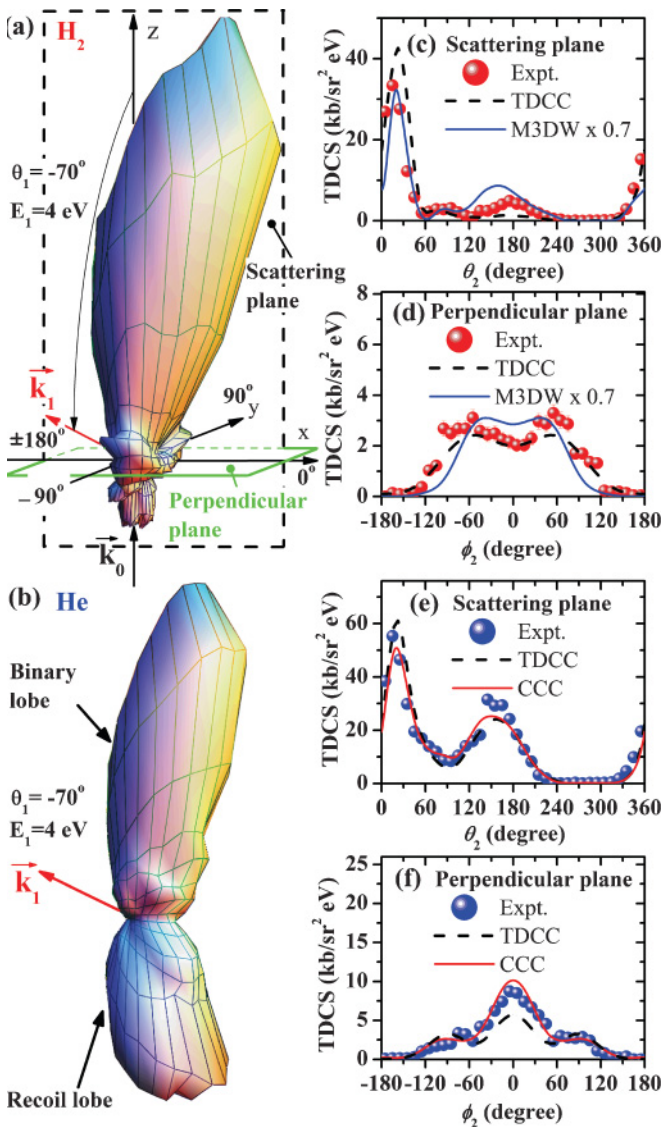 (a) H₂
z
θ₁ = -70°
E₁=4 eV
Scattering
plane
k₁
90°
y
±180°
x
0°
−90°
Perpendicular
plane
k₀
(b) He
Binary
lobe
θ₁= -70°
E₁=4 eV
k₁
Recoil lobe
(c) Scattering plane
Expt.
TDCC
M3DW x 0.7
TDCS (kb/sr² eV)
40
20
0
0 60 120 180 240 300 360
θ₂ (degree)
Perpendicular plane
(d)
Expt.
TDCC
M3DW x 0.7
TDCS (kb/sr² eV)
8
6
4
2
0
-180 -120 -60 0 60 120 180
ϕ₂ (degree)
(e) Scattering plane
Expt.
TDCC
CCC
TDCS (kb/sr² eV)
60
40
20
0
0 60 120 180 240 300 360
θ₂ (degree)
(f) Perpendicular plane
Expt.
TDCC
CCC
TDCS (kb/sr² eV)
25
20
15
10
5
0
-180 -120 -60 0 60 120 180
ϕ₂ (degree)